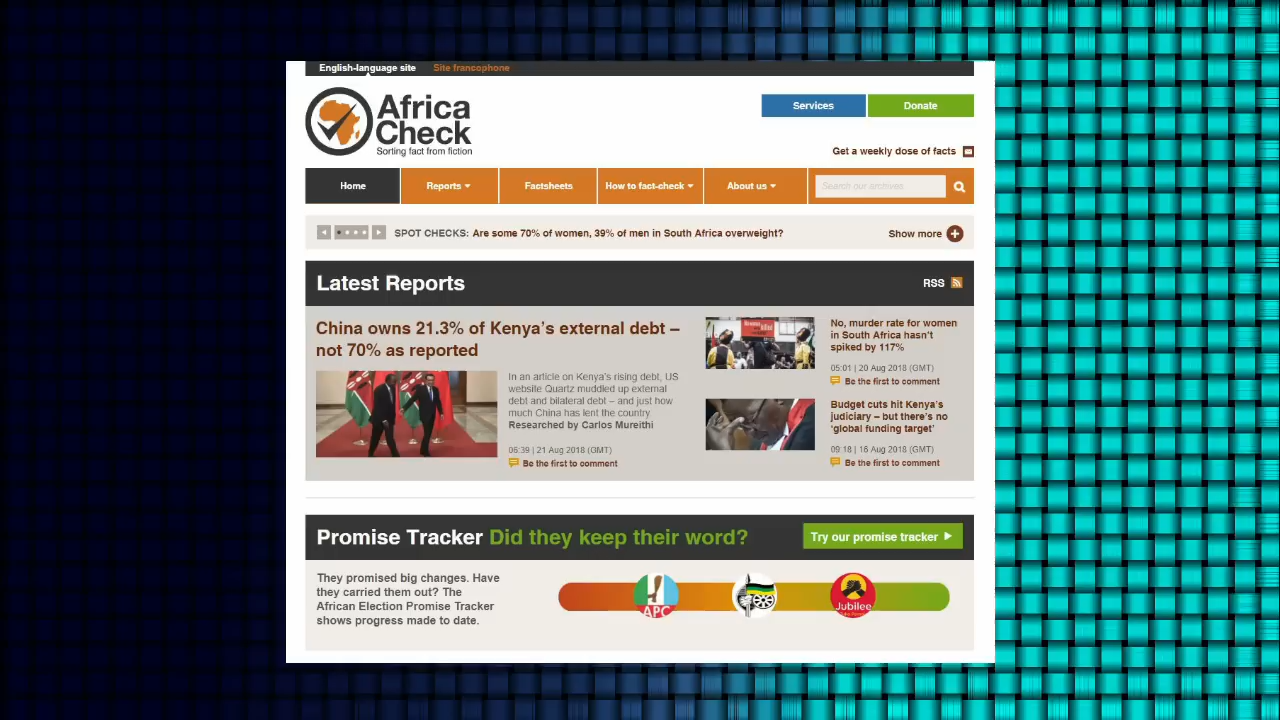 English-language site Site francophone
Africa
Check
Sorting fact from fiction
Services Donate
Get a weekly dose of facts
Home Reports Factsheets How to fact-check About us Search our archives
SPOT CHECKS: Are some 70% of women, 39% of men in South Africa overweight? Show more
Latest Reports RSS
China owns 21.3% of Kenya's external debt –
not 70% as reported
In an article on Kenya's rising debt, US
website Quartz muddled up external
debt and bilateral debt – and just how
much China has lent the country.
Researched by Carlos Mureithi
06:39 | 21 Aug 2018 (GMT)
Be the first to comment
No, murder rate for women
in South Africa hasn't
spiked by 117%
05:01 | 20 Aug 2018 (GMT)
Be the first to comment
Budget cuts hit Kenya's
judiciary – but there's no
'global funding target'
09:18 | 16 Aug 2018 (GMT)
Be the first to comment
Promise Tracker Did they keep their word? Try our promise tracker
They promised big changes. Have
they carried them out? The
African Election Promise Tracker
shows progress made to date.
APC
Jubilee